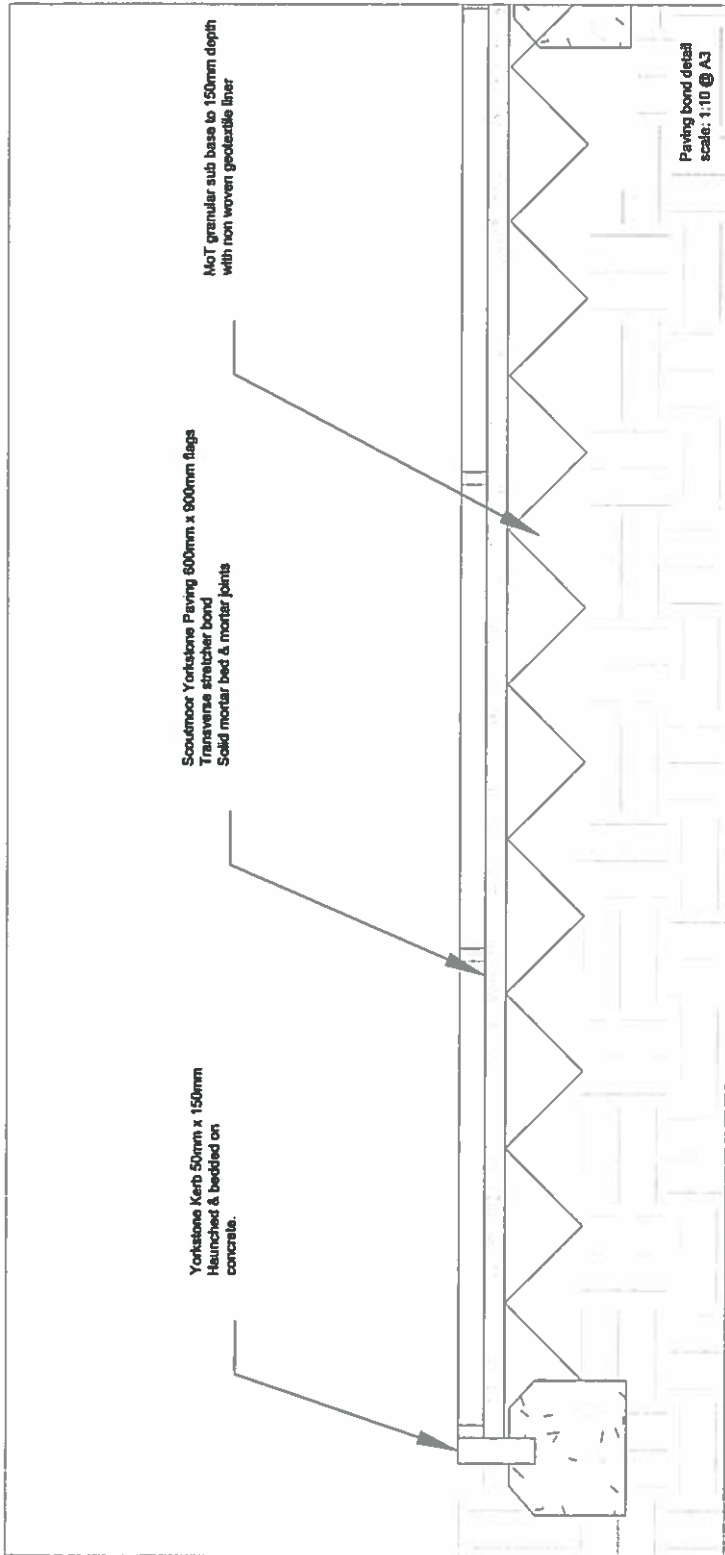 Yorkstone Kerb 50mm x 150mm
Haunched & bedded on
concrete.
Scoutmoor Yorkstone Paving 600mm x 900mm flags
Transverse stretcher bond
Solid mortar bed & mortar joints
MoT granular sub base to 150mm depth
with non woven geotextile liner
Paving bond detail
scale: 1:10 @ A3